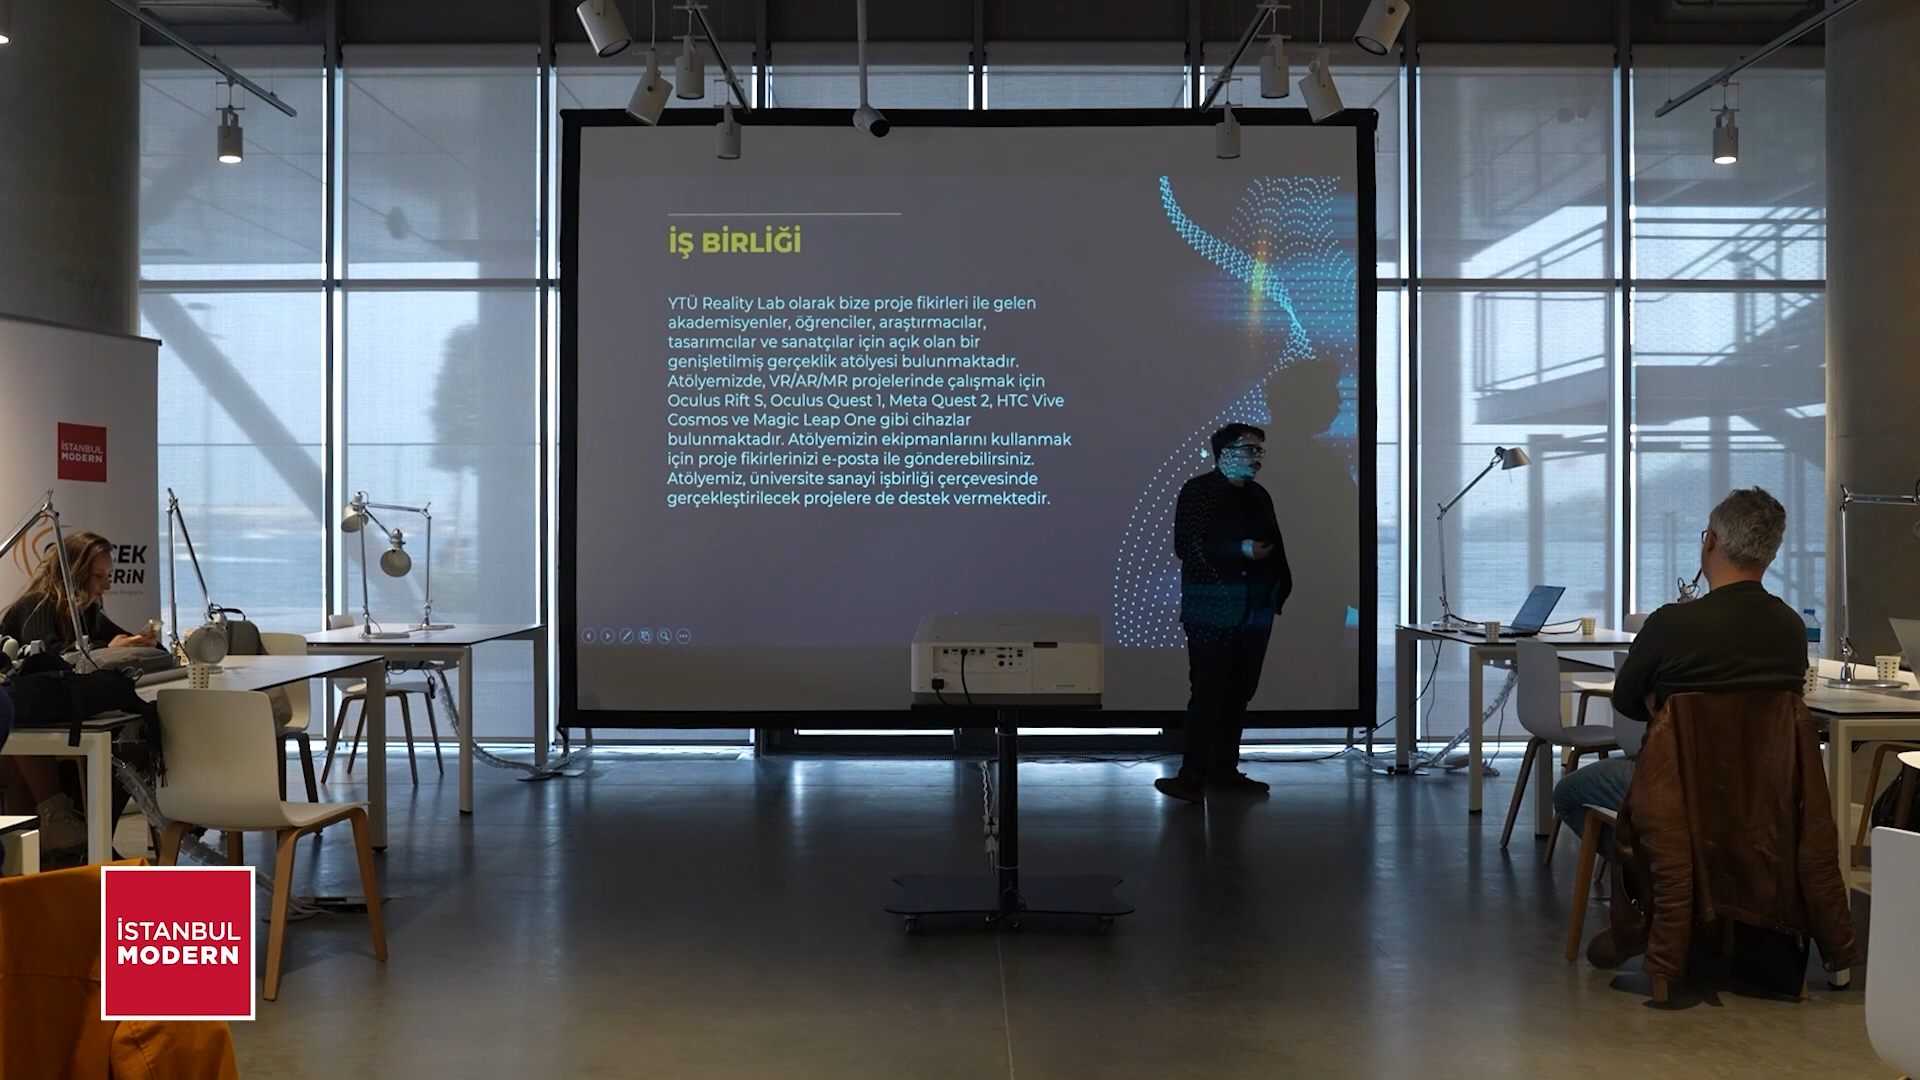 İŞ BİRLİĞİ
YTÜ Reality Lab olarak bize proje fikirleri ile gelen
akademisyenler, öğrenciler, araştırmacılar,
tasarımcılar ve sanatçılar için açık olan bir
genişletilmiş gerçeklik atölyesi bulunmaktadır.
Atölyemizde, VR/AR/MR projelerinde çalışmak için
Oculus Rift S, Oculus Quest 1, Meta Quest 2, HTC Vive
Cosmos ve Magic Leap One gibi cihazlar
bulunmaktadır. Atölyemizin ekipmanlarını kullanmak
için proje fikirlerinizi e-posta ile gönderebilirsiniz.
Atölyemiz, üniversite sanayi işbirliği çerçevesinde
gerçekleştirilecek projelere de destek vermektedir.
İSTANBUL
MODERN
İSTANBUL
MODERN